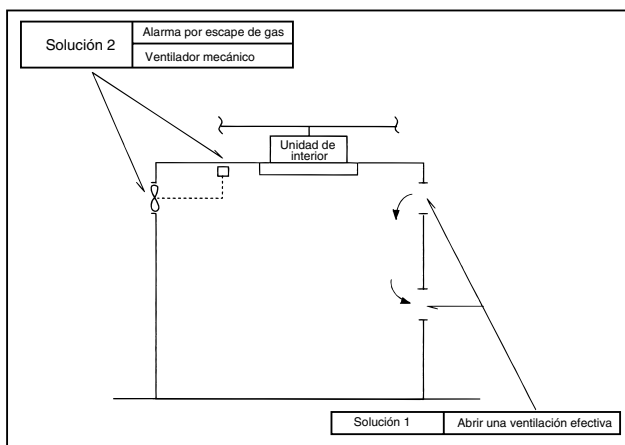 Solución 2
Alarma por escape de gas
Ventilador mecánico
Unidad de
interior
Solución 1
Abrir una ventilación efectiva